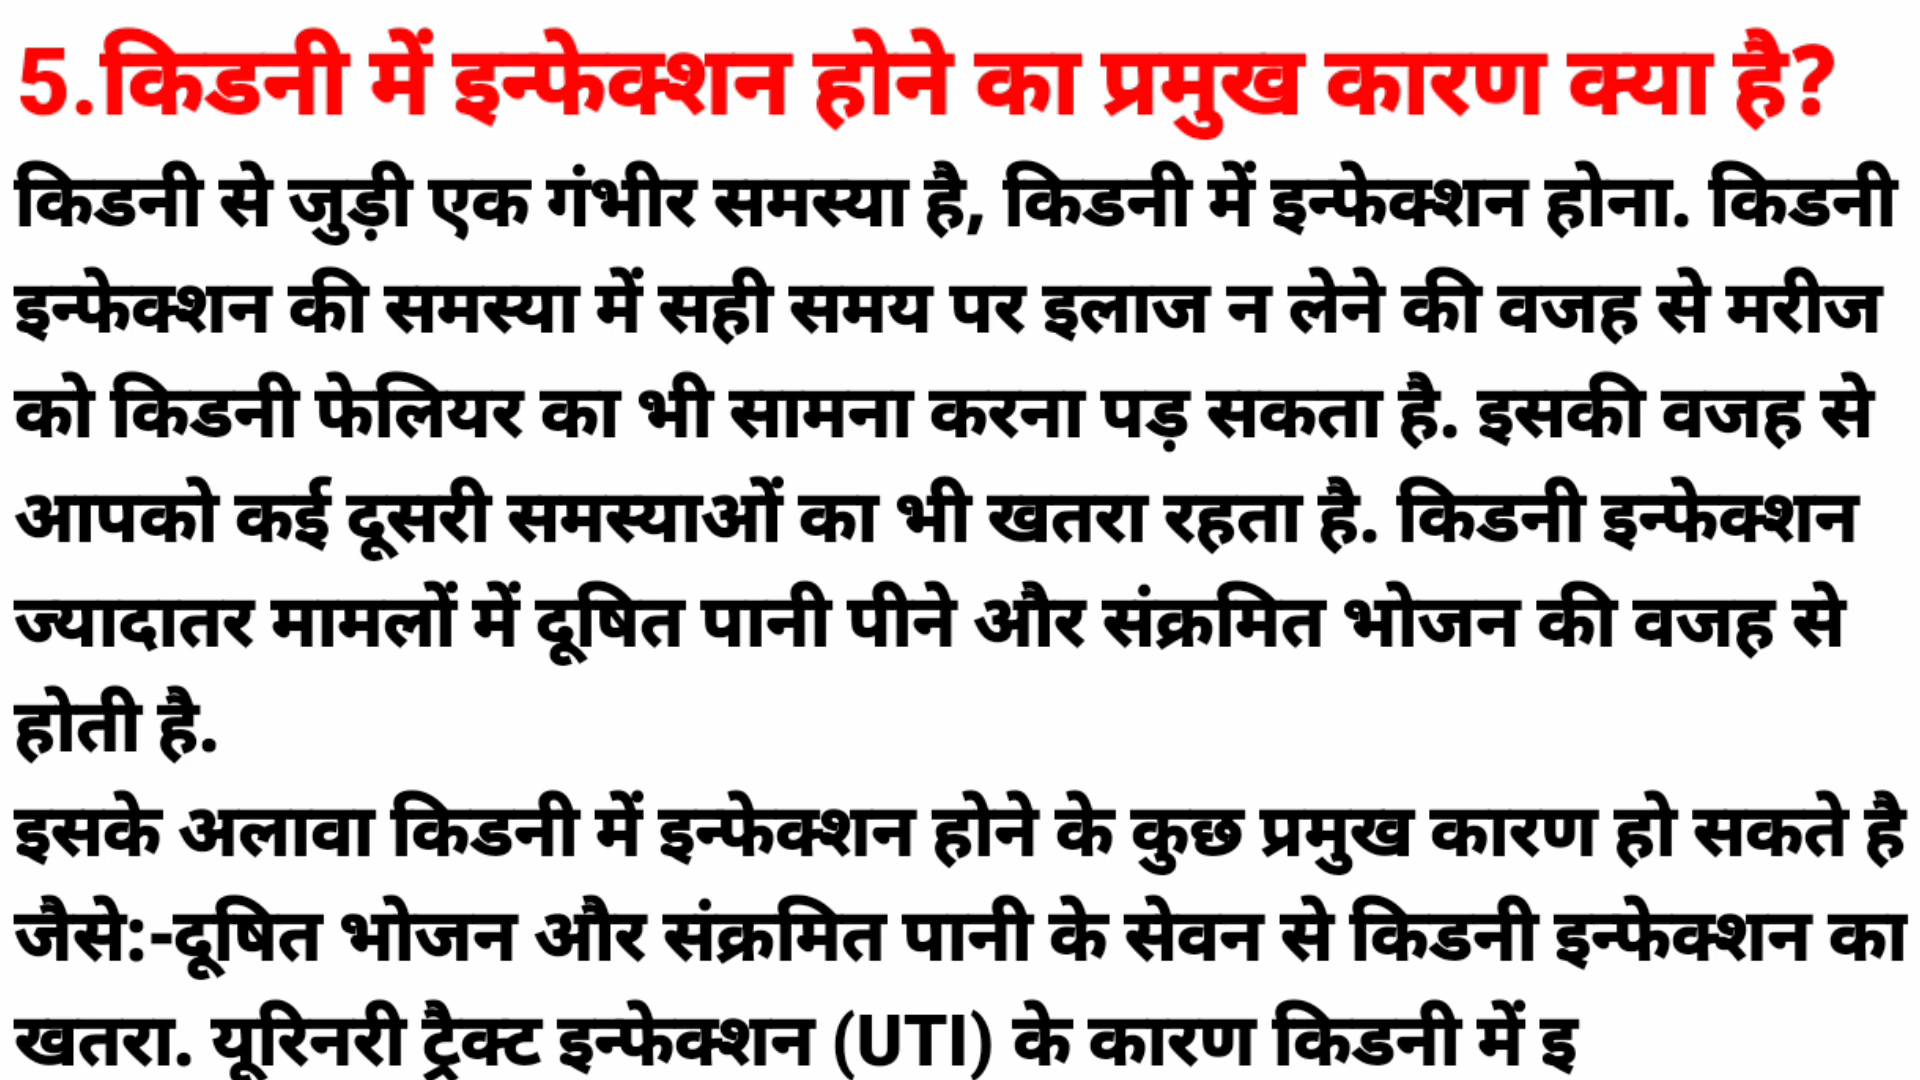 5.किडनी में इन्फेक्शन होने का प्रमुख कारण क्या है?
किडनी से जुड़ी एक गंभीर समस्या है, किडनी में इन्फेक्शन होना. किडनी
इन्फेक्शन की समस्या में सही समय पर इलाज न लेने की वजह से मरीज
को किडनी फेलियर का भी सामना करना पड़ सकता है. इसकी वजह से
आपको कई दूसरी समस्याओं का भी खतरा रहता है. किडनी इन्फेक्शन
ज्यादातर मामलों में दूषित पानी पीने और संक्रमित भोजन की वजह से
होती है.
इसके अलावा किडनी में इन्फेक्शन होने के कुछ प्रमुख कारण हो सकते है
जैसे:-दूषित भोजन और संक्रमित पानी के सेवन से किडनी इन्फेक्शन का
खतरा. यूरिनरी ट्रैक्ट इन्फेक्शन (UTI) के कारण किडनी में इ